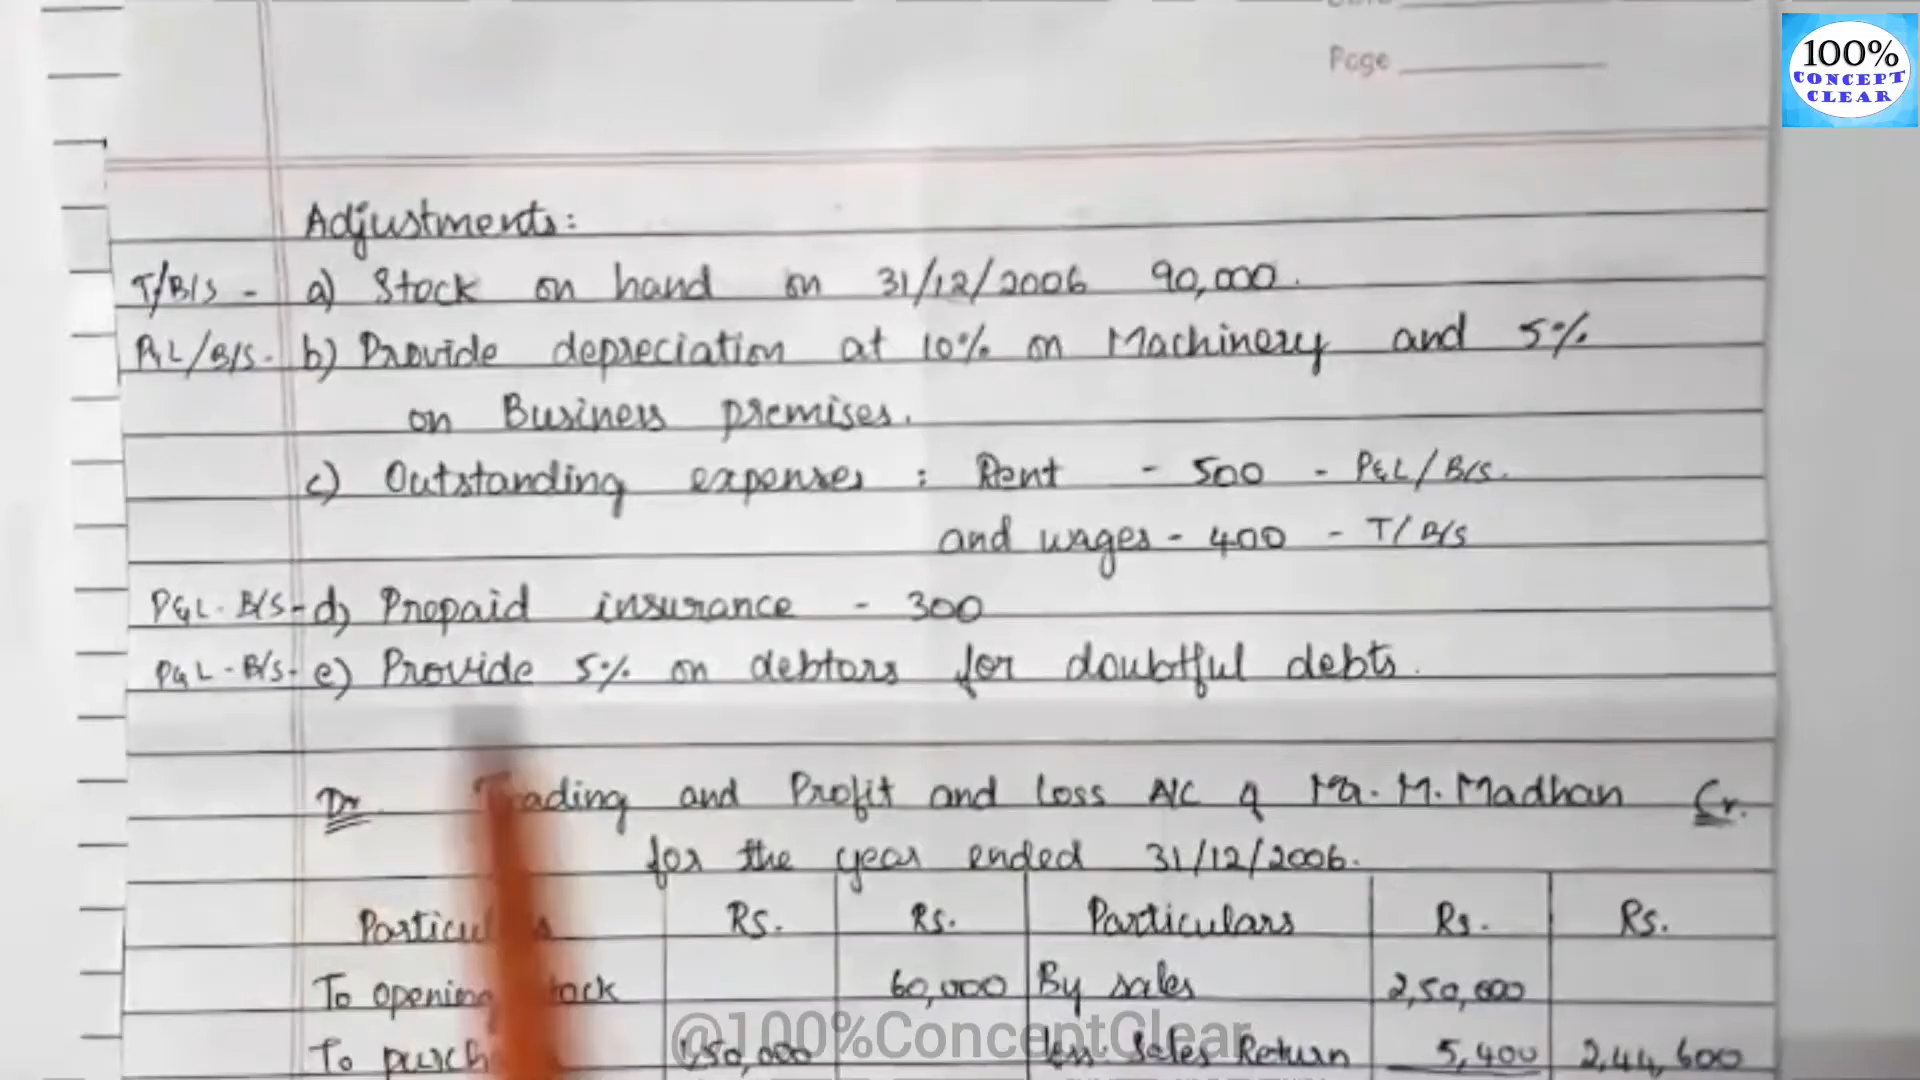 Page
100%
CONCEPT
CLEAR
Adjustments:
T/B/S - a) Stock on hand on 31/12/2006 90,000.
P&L/B/S- b) Provide depreciation at 10% on Machinery and 5%
on Business premises.
c) Outstanding expenses : Rent - 500 - P&L/B/S.
and wages - 400 - T/B/S
P&L - B/S - d) Prepaid insurance - 300
P&L - B/S - e) Provide 5% on debtors for doubtful debts.
Dr Trading and Profit and Loss A/C of Mr. M. Madhan Cr.
for the year ended 31/12/2006.
Rs. Rs. Particulars Rs. Rs.
To opening 60,000 By sales 2,50,000
To 1,50,000 less Sales Return 5,400 2,44,600
@100%ConceptClear